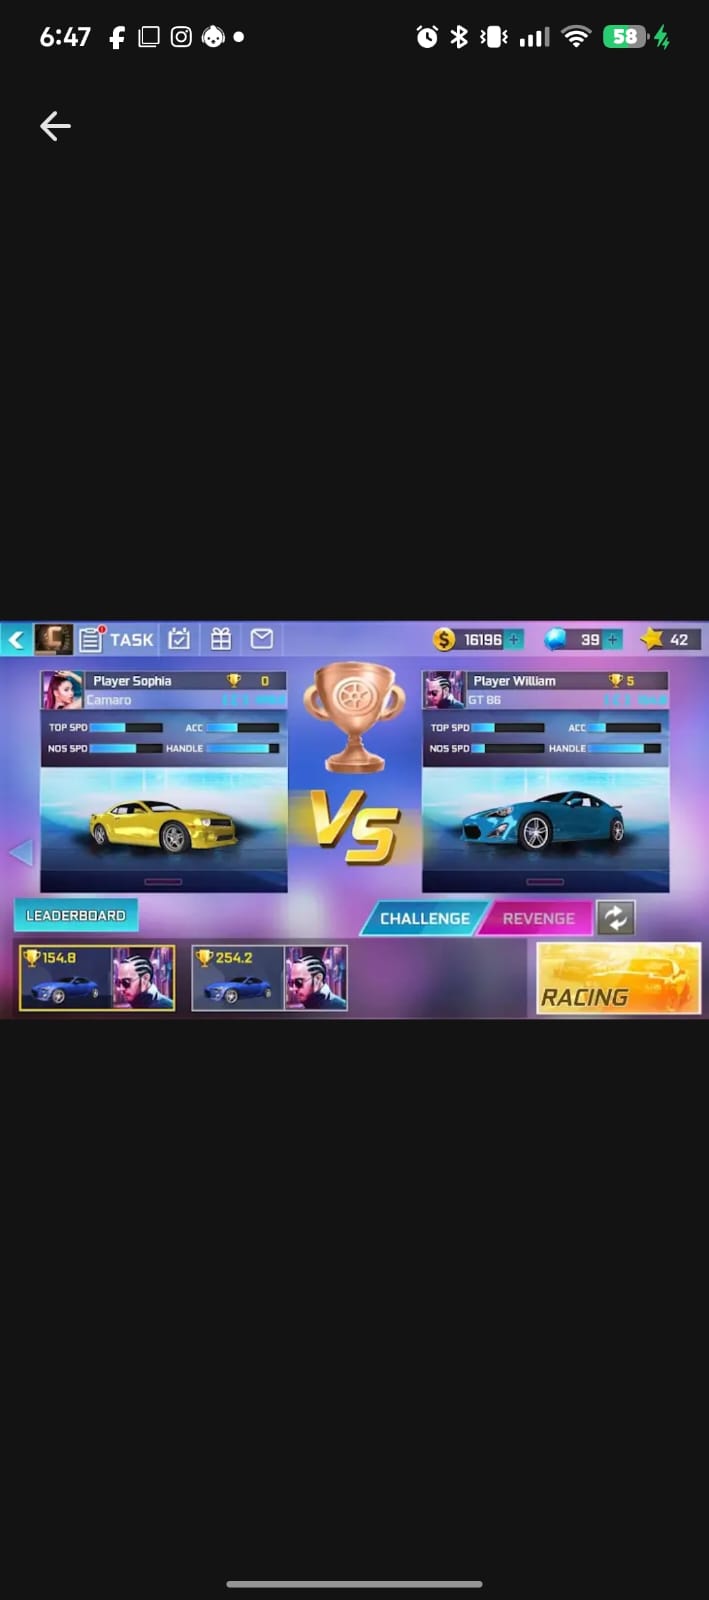 6:47
58
TASK
16196
39
42
Player Sophia 0
Camaro
TOP SPD ACC
NOS SPD HANDLE
VS
Player William 5
GT 86
TOP SPD ACC
NOS SPD HANDLE
LEADERBOARD
CHALLENGE
REVENGE
154.8
254.2
RACING